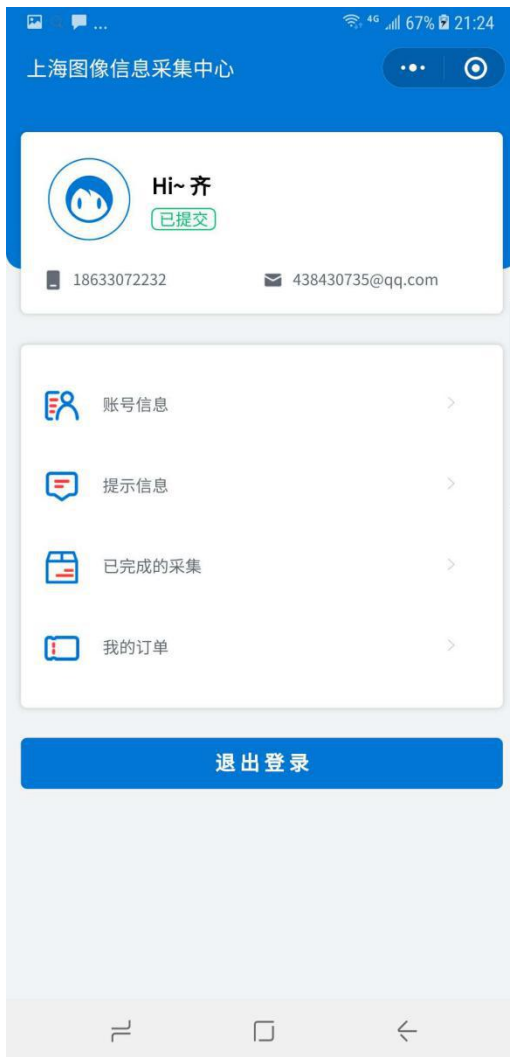 ... 4G 67% 21:24
上海图像信息采集中心
Hi~ 齐
已提交
18633072232 438430735@qq.com
账号信息
提示信息
已完成的采集
我的订单
退出登录